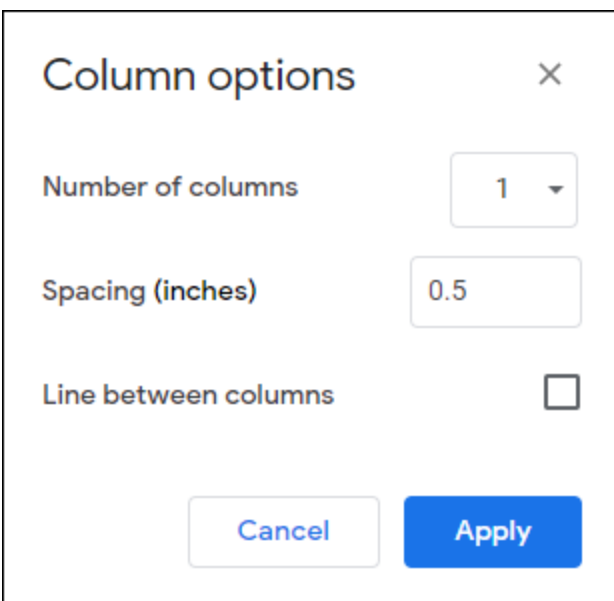 Column options
Number of columns 1
Spacing (inches) 0.5
Line between columns
Cancel Apply